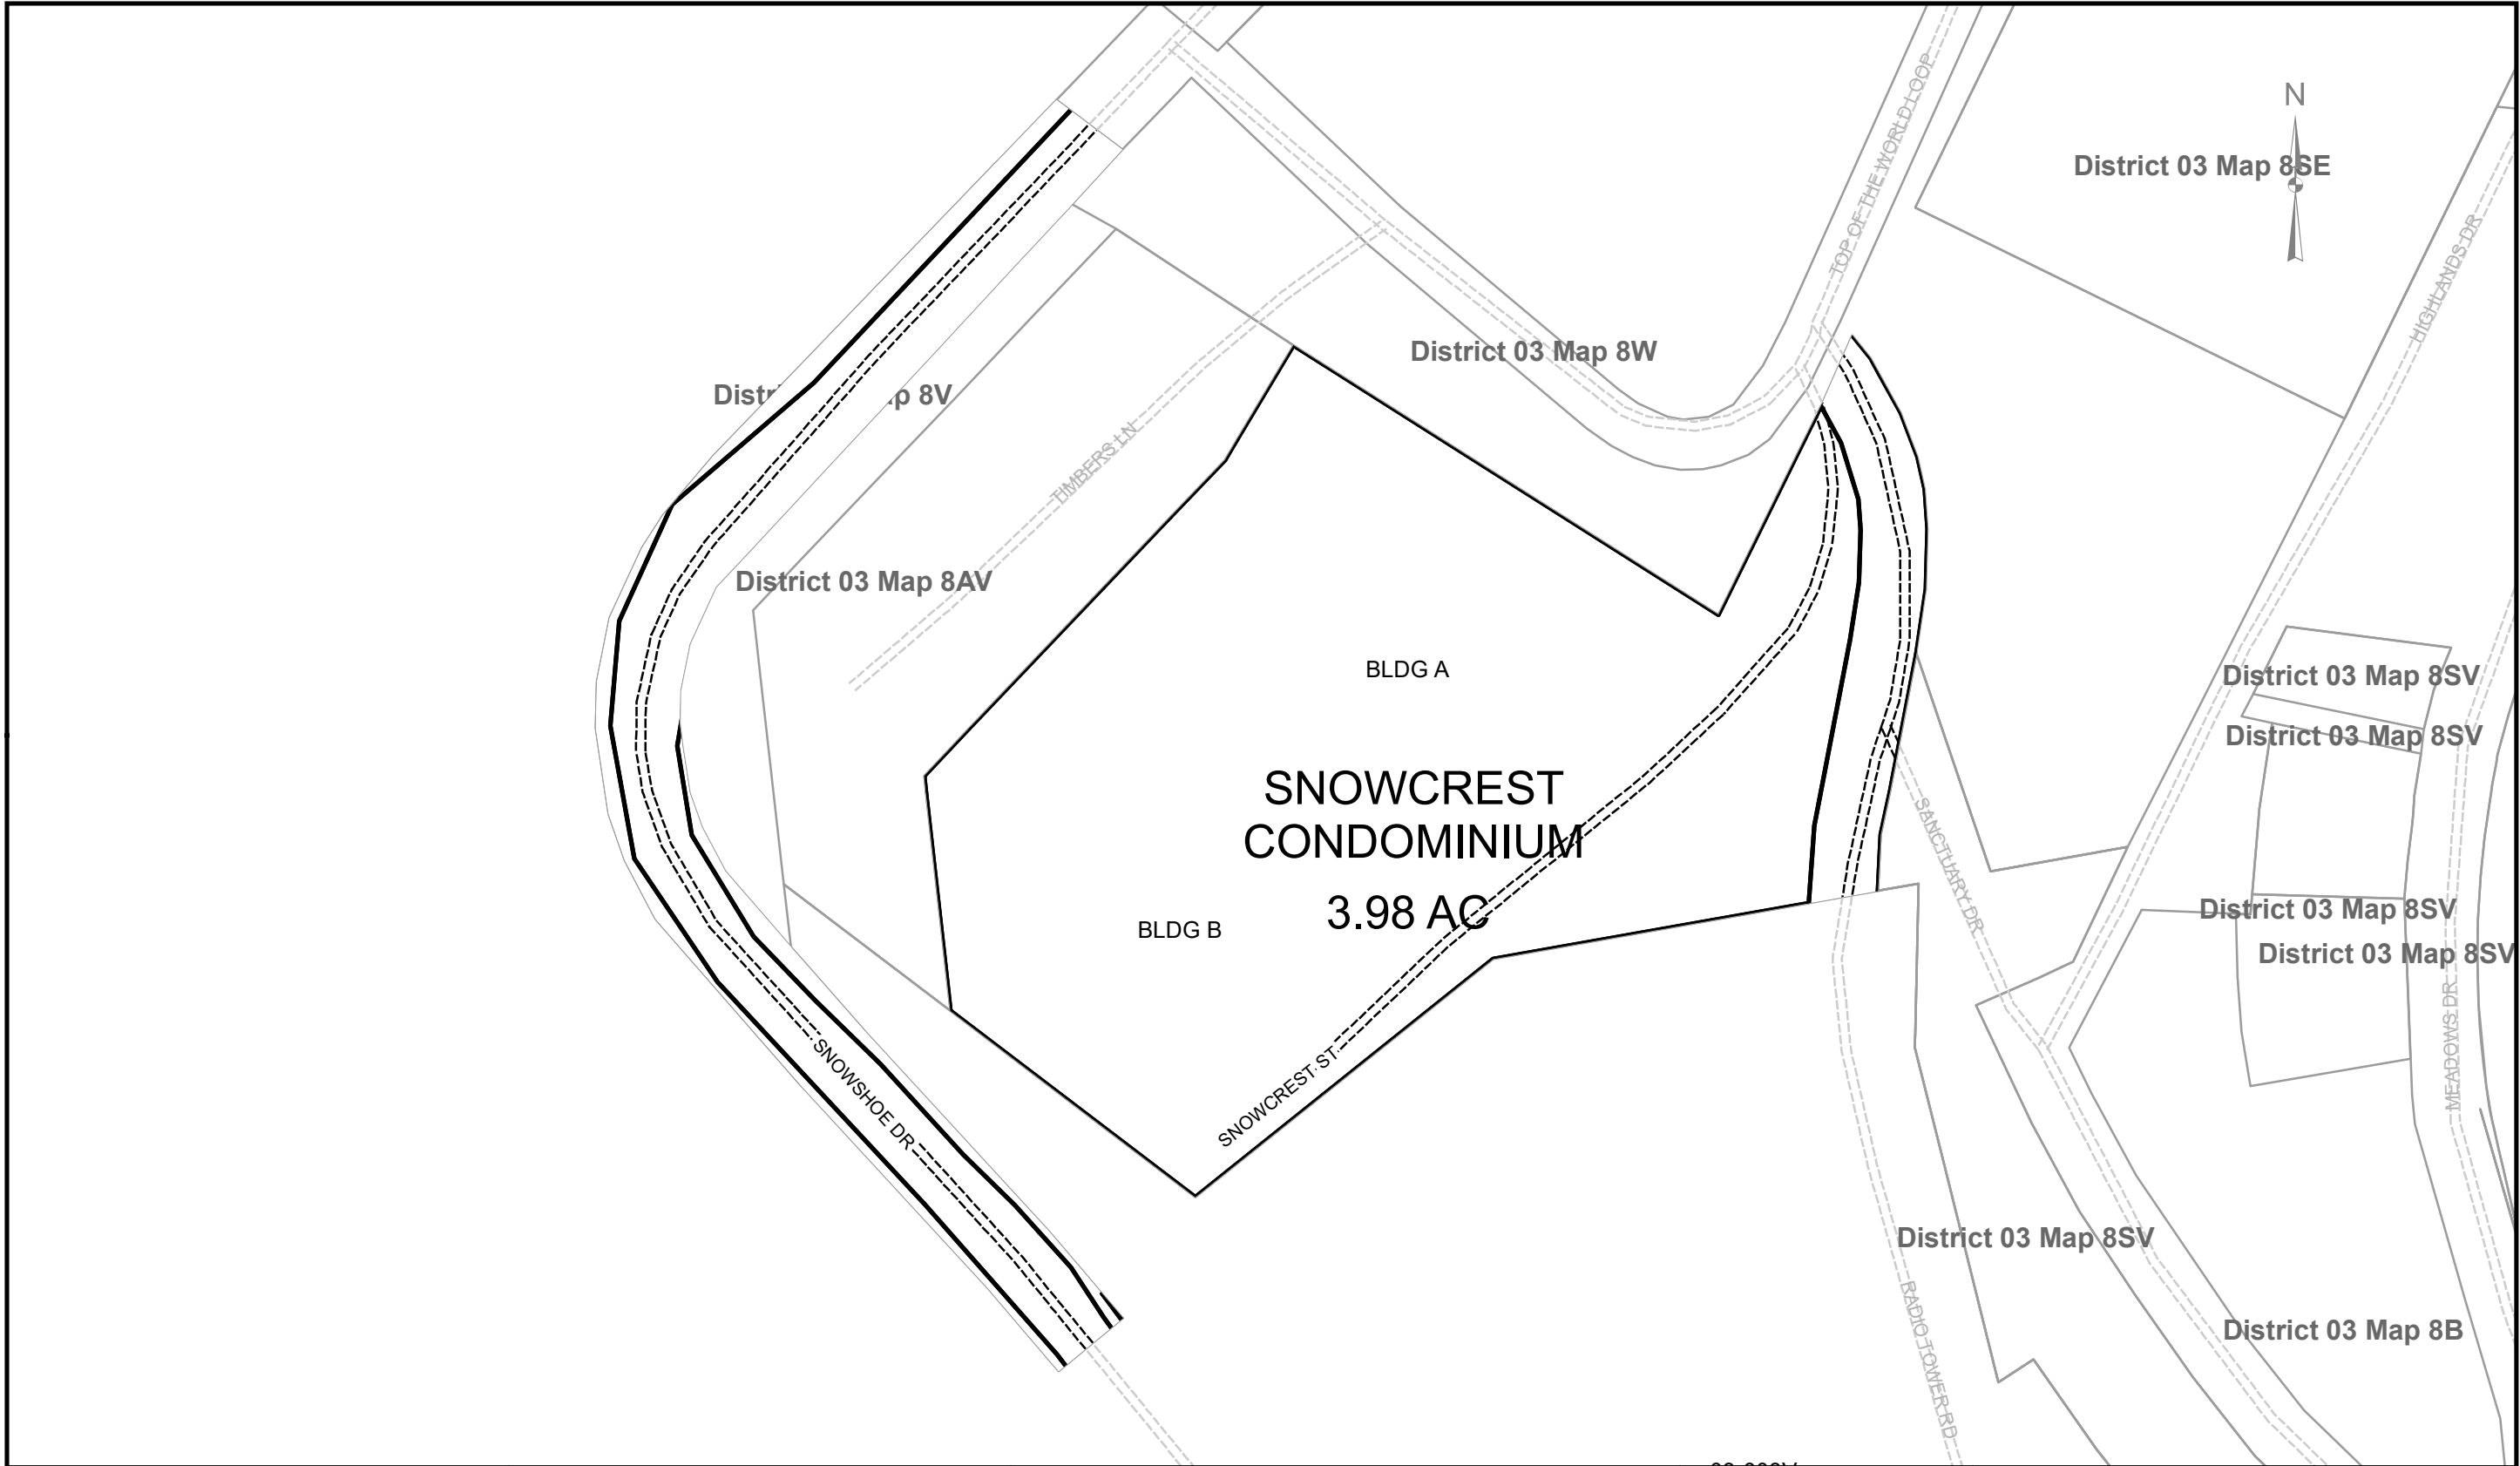 N
TOP OF THE WORLD LOOP
District 03 Map 8SE
HIGHLANDS DR
District 03 Map 8W
Distr
p 8V
TIMBERS LN
District 03 Map 8AV
BLDG A
District 03 Map 8SV
District 03 Map 8SV
SNOWCREST
CONDOMINIUM
3.98 AC
BLDG B
SANCTUARY DR
District 03 Map 8SV
District 03 Map 8SV
MEADOWS DR
SNOWSHOE DR
SNOWCREST ST
District 03 Map 8SV
RADIO TOWER RD
District 03 Map 8B